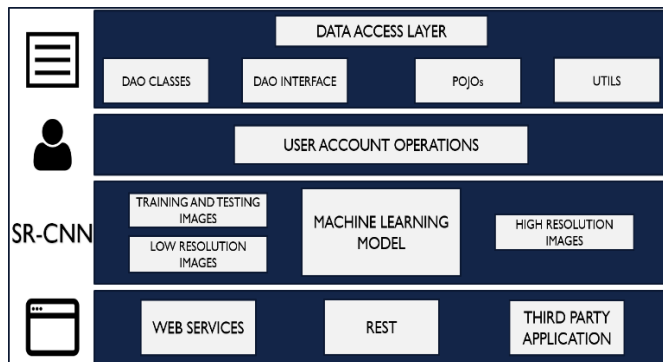 DATA ACCESS LAYER
DAO CLASSES
DAO INTERFACE
POJOs
UTILS
USER ACCOUNT OPERATIONS
SR-CNN
TRAINING AND TESTING
IMAGES
LOW RESOLUTION
IMAGES
MACHINE LEARNING
MODEL
HIGH RESOLUTION
IMAGES
WEB SERVICES
REST
THIRD PARTY
APPLICATION